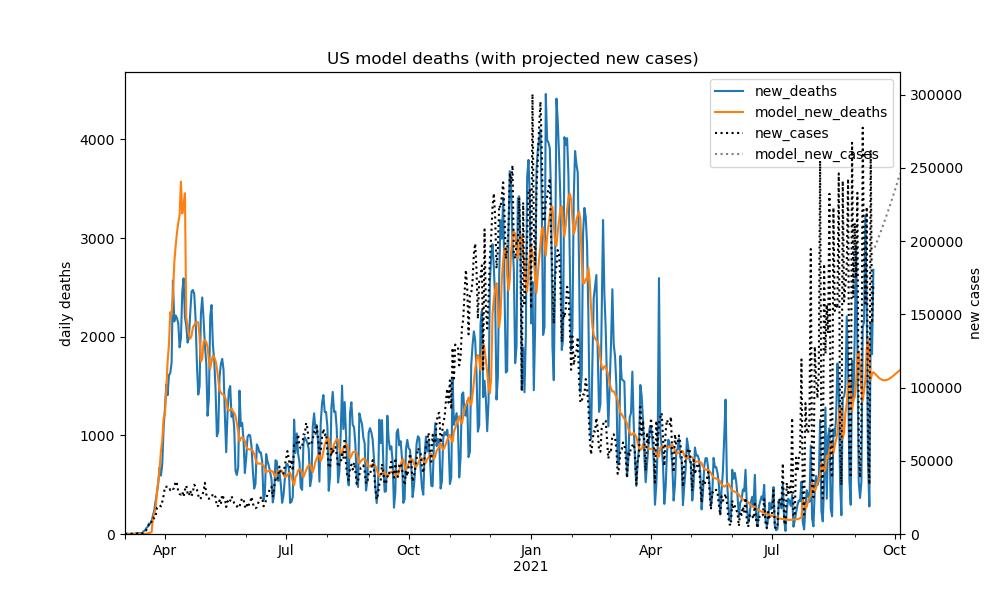 US model deaths (with projected new cases)
new_deaths
model_new_deaths
new_cases
model_new_cases
daily deaths
4000
3000
2000
1000
0
300000
250000
200000
150000
100000
50000
0
new cases
Apr
Jul
Oct
Jan
2021
Apr
Jul
Oct